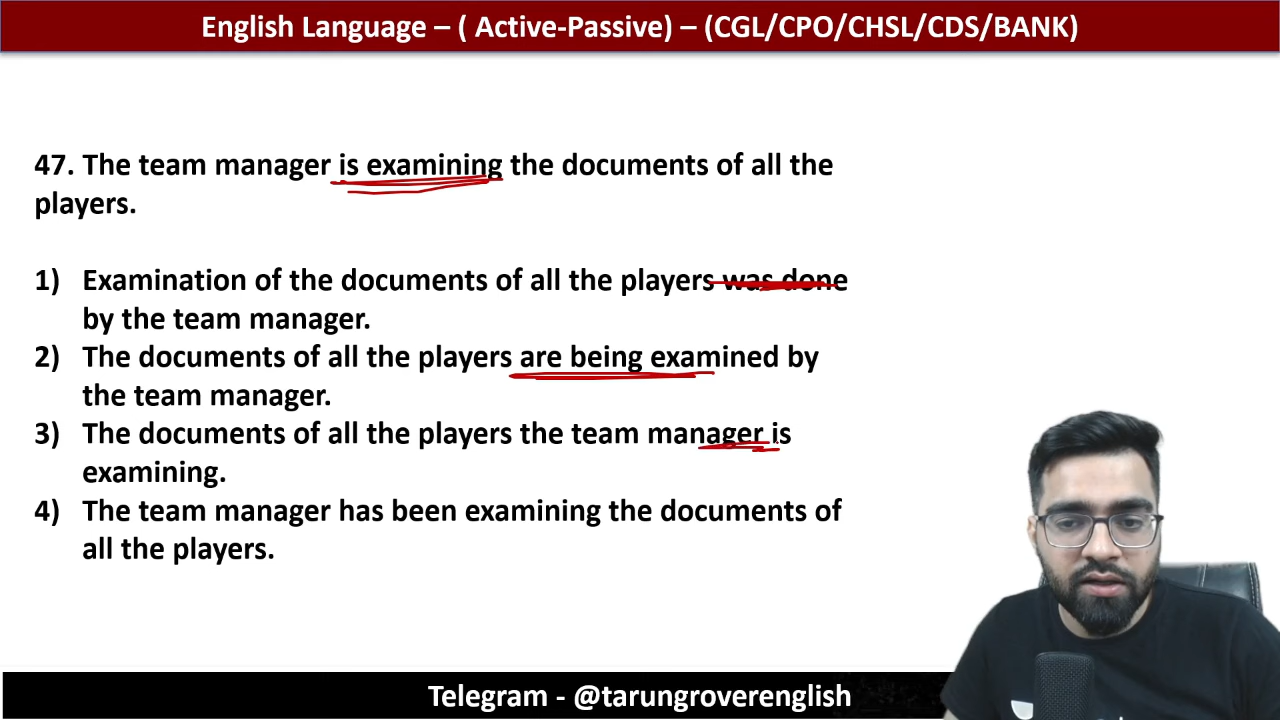 English Language – ( Active-Passive) – (CGL/CPO/CHSL/CDS/BANK)
47. The team manager is examining the documents of all the
players.
1) Examination of the documents of all the players was done
by the team manager.
2) The documents of all the players are being examined by
the team manager.
3) The documents of all the players the team manager is
examining.
4) The team manager has been examining the documents of
all the players.
Telegram - @tarungroverenglish